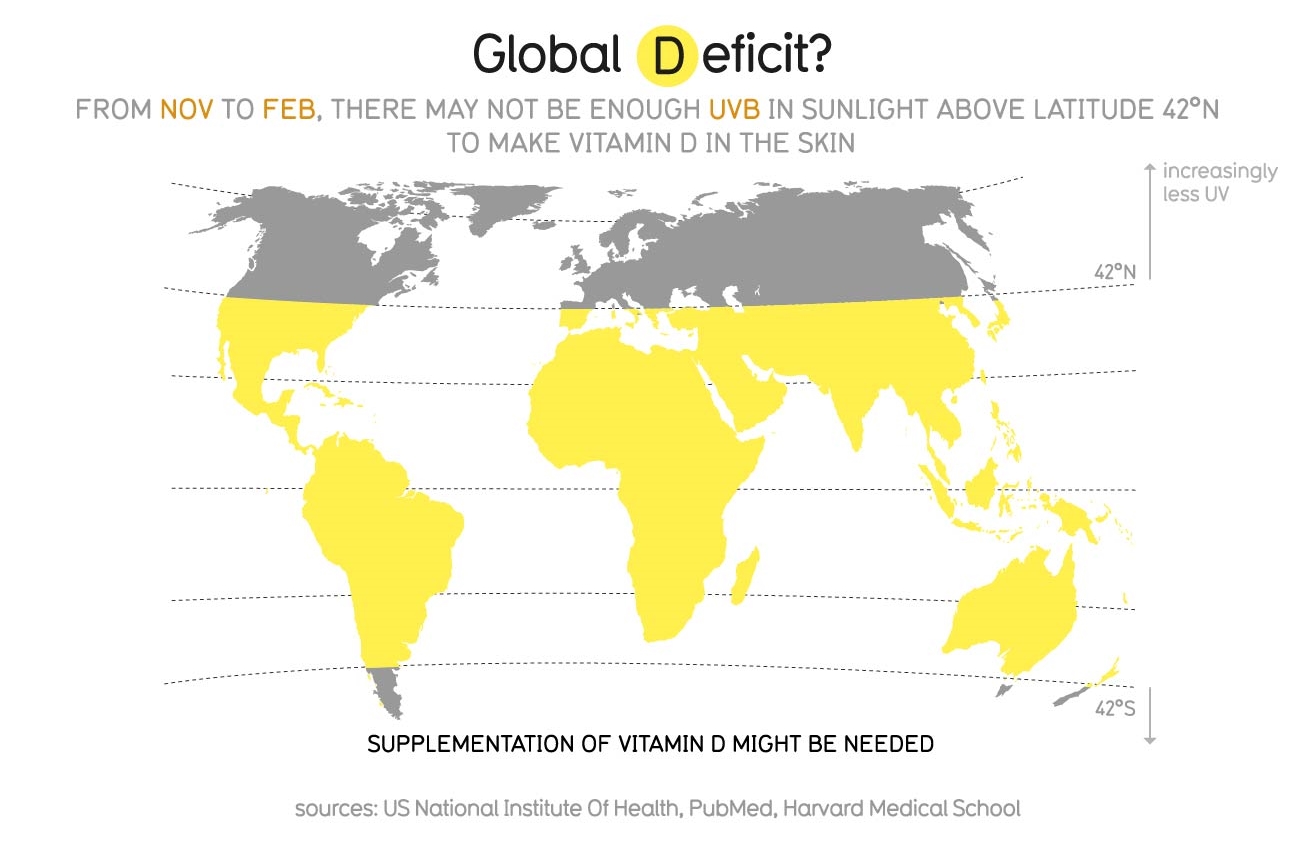 Global Deficit?
FROM NOV TO FEB, THERE MAY NOT BE ENOUGH UVB IN SUNLIGHT ABOVE LATITUDE 42°N
TO MAKE VITAMIN D IN THE SKIN
increasingly
less UV
42°N
42°S
SUPPLEMENTATION OF VITAMIN D MIGHT BE NEEDED
sources: US National Institute Of Health, PubMed, Harvard Medical School